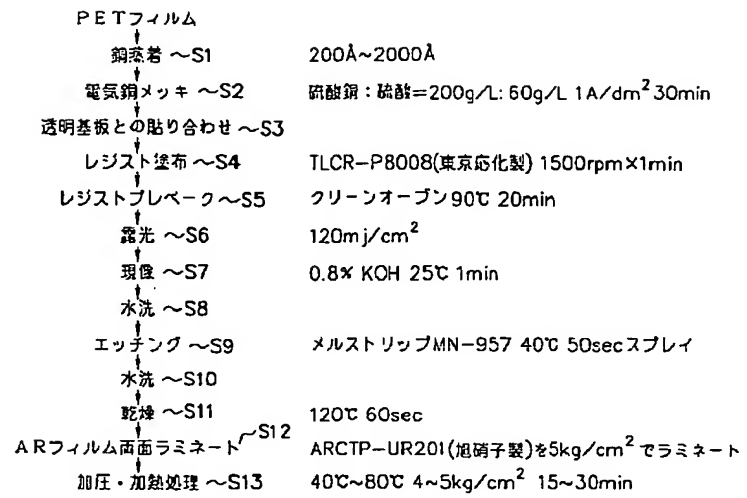 PETフィルム
銅蒸着 ～S1 200Å~2000Å
電気銅メッキ ～S2 硫酸銅：硫酸=200g/L: 60g/L 1A/dm² 30min
透明基板との貼り合わせ ～S3
レジスト塗布 ～S4 TLCR-P8008(東京応化製) 1500rpm×1min
レジストプレベーク～S5 クリーンオーブン90℃ 20min
露光 ～S6 120mj/cm²
現像 ～S7 0.8% KOH 25℃ 1min
水洗 ～S8
エッチング ～S9 メルストリップMN-957 40℃ 50secスプレイ
水洗 ～S10
乾燥 ～S11 120℃ 60sec
ARフィルム両面ラミネート ～S12 ARCTP-UR201(旭硝子製)を5kg/cm² でラミネート
加圧・加熱処理 ～S13 40℃~80℃ 4~5kg/cm² 15~30min